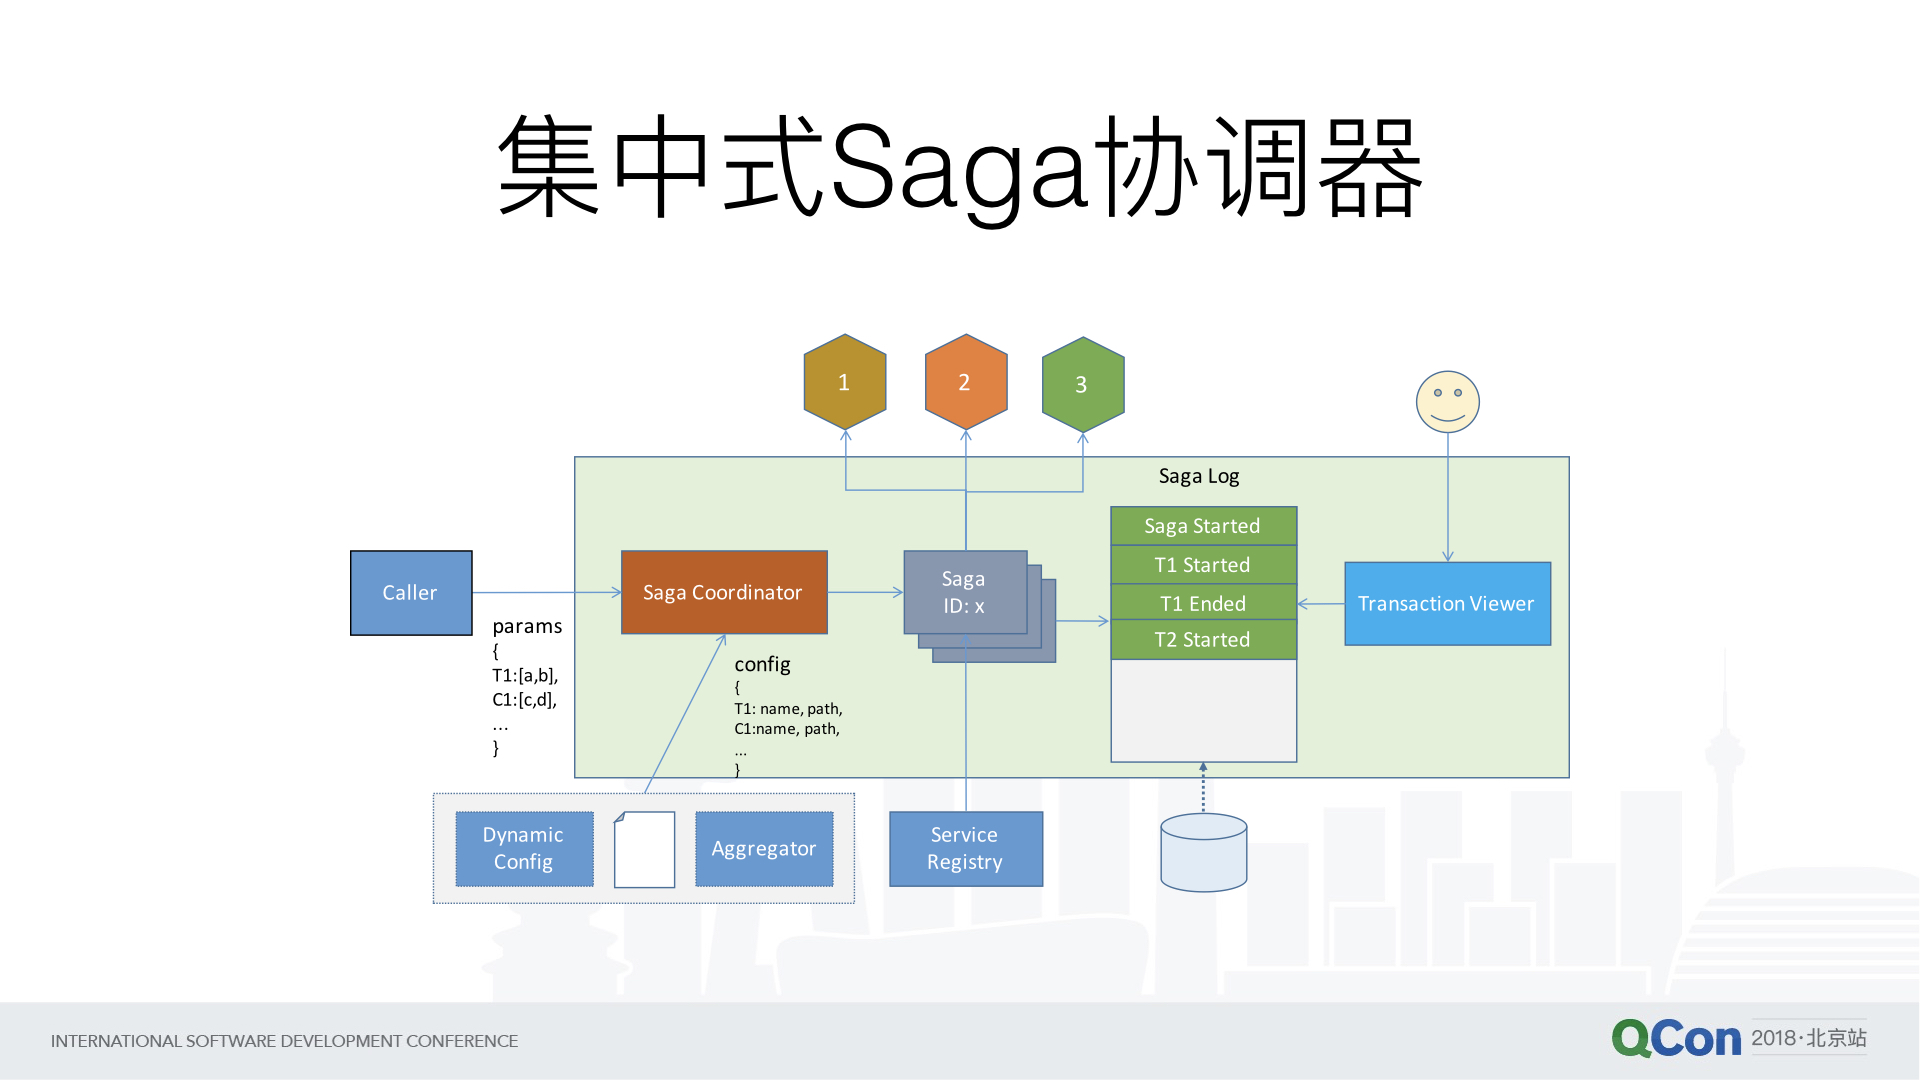 集中式Saga协调器
1
2
3
Saga Log
Saga Started
T1 Started
T1 Ended
T2 Started
Caller
Saga Coordinator
Saga
ID: x
Transaction Viewer
params
{
T1:[a,b],
C1:[c,d],
...
}
config
{
T1: name, path,
C1:name, path,
...
}
Dynamic
Config
Aggregator
Service
Registry
INTERNATIONAL SOFTWARE DEVELOPMENT CONFERENCE
QCon 2018·北京站